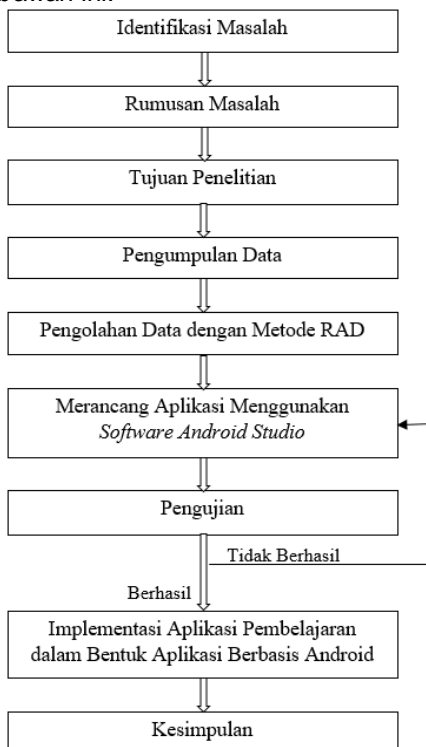 Identifikasi Masalah
Rumusan Masalah
Tujuan Penelitian
Pengumpulan Data
Pengolahan Data dengan Metode RAD
Merancang Aplikasi Menggunakan
Software Android Studio
Pengujian
Tidak Berhasil
Berhasil
Implementasi Aplikasi Pembelajaran
dalam Bentuk Aplikasi Berbasis Android
Kesimpulan